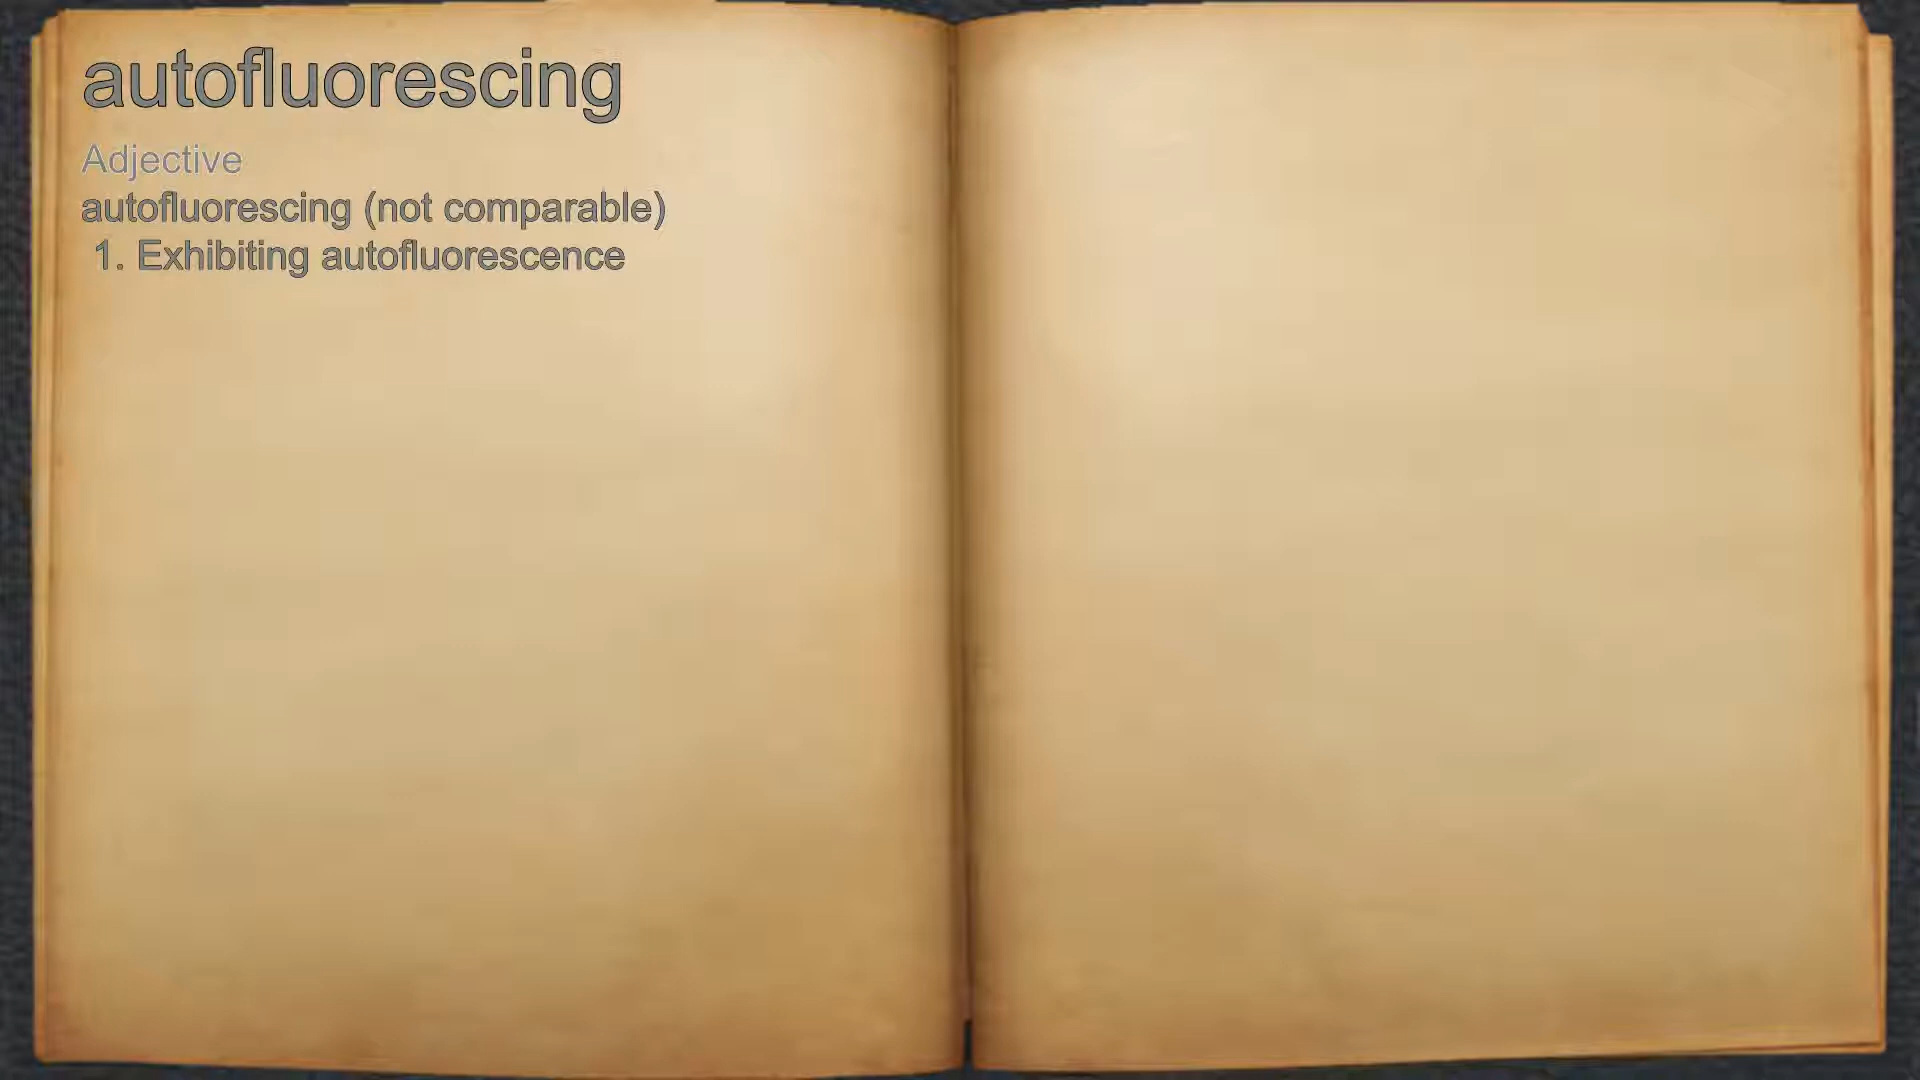 autofluorescing
Adjective
autofluorescing (not comparable)
1. Exhibiting autofluorescence